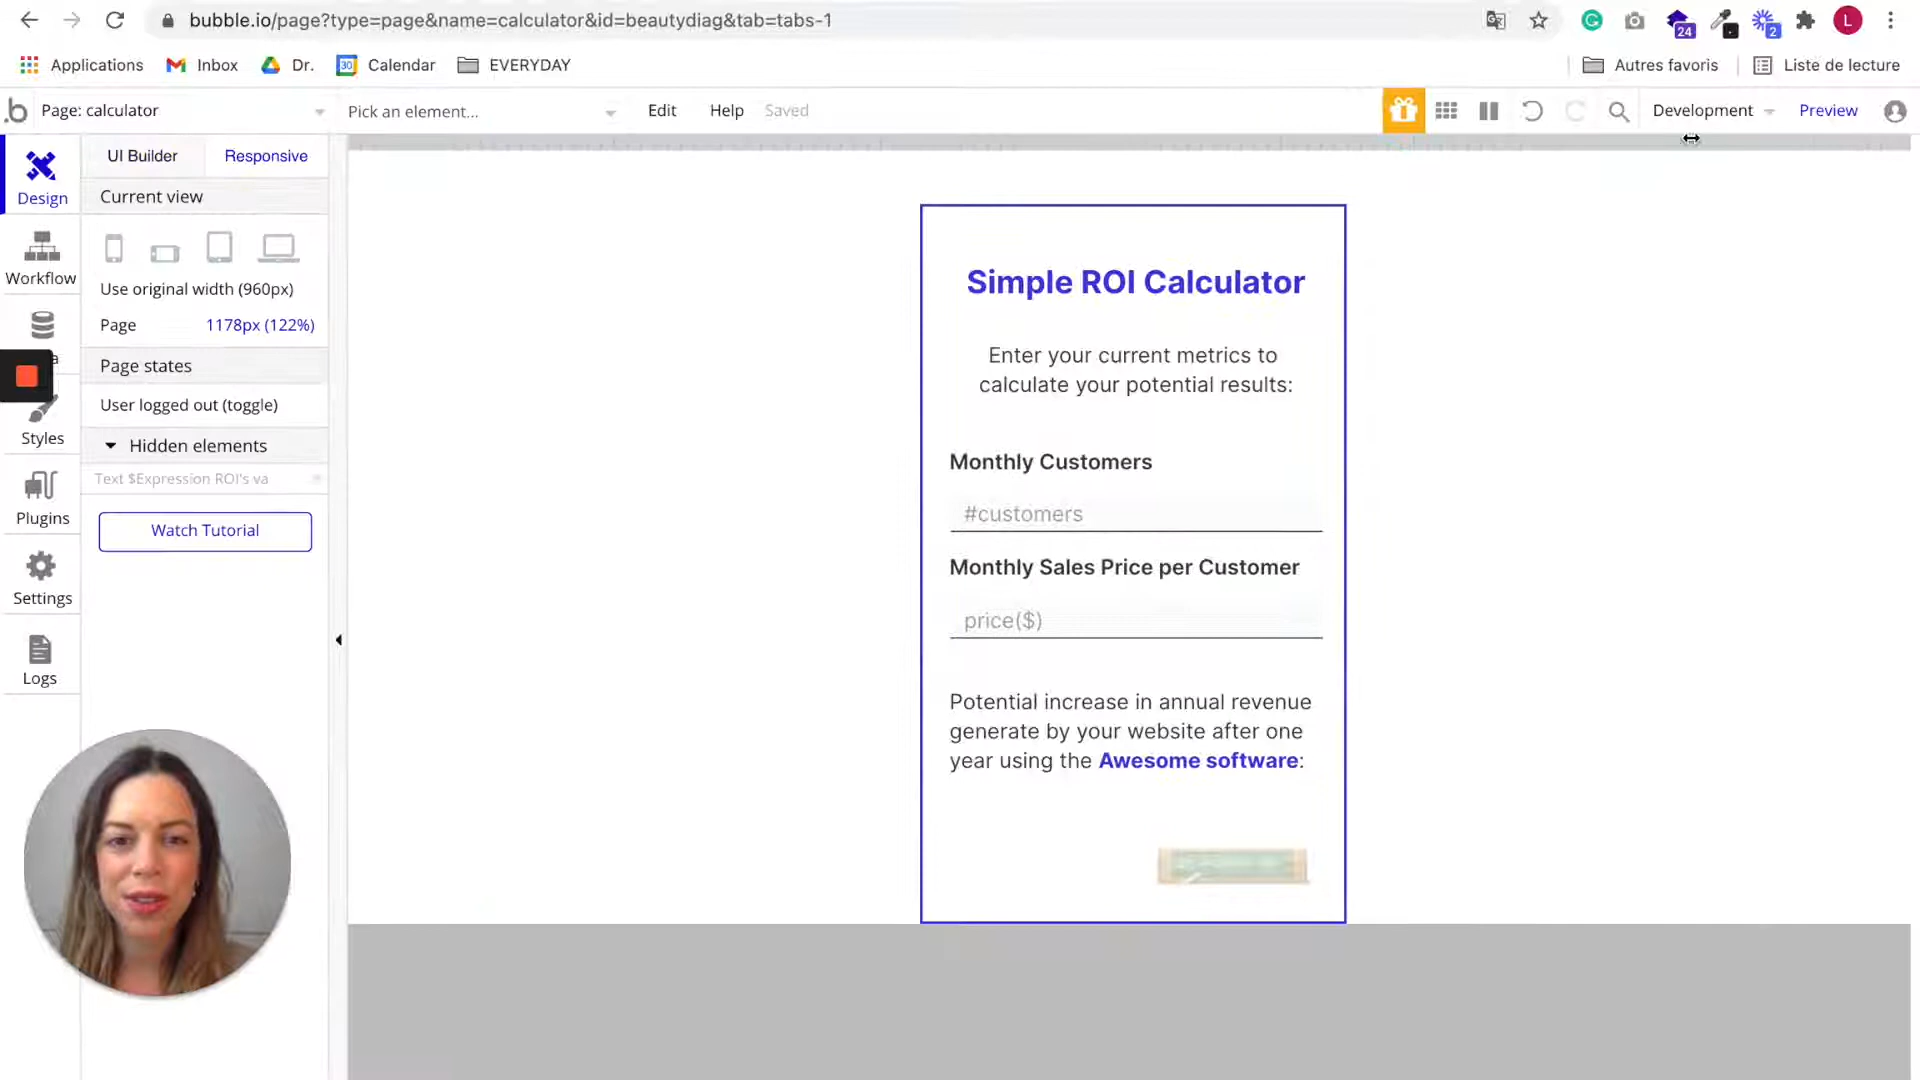 bubble.io/page?type=page&name=calculator&id=beautydiag&tab=tabs-1
24
2
L
Applications
Inbox
Dr.
30
Calendar
EVERYDAY
Autres favoris
Liste de lecture
b
Page: calculator
Pick an element...
Edit
Help
Saved
Development
Preview
Design
Workflow
a
Styles
Plugins
Settings
Logs
UI Builder
Responsive
Current view
Use original width (960px)
Page
1178px (122%)
Page states
User logged out (toggle)
Hidden elements
Text $Expression ROI's va
Watch Tutorial
Simple ROI Calculator
Enter your current metrics to
calculate your potential results:
Monthly Customers
#customers
Monthly Sales Price per Customer
price($)
Potential increase in annual revenue
generate by your website after one
year using the Awesome software: